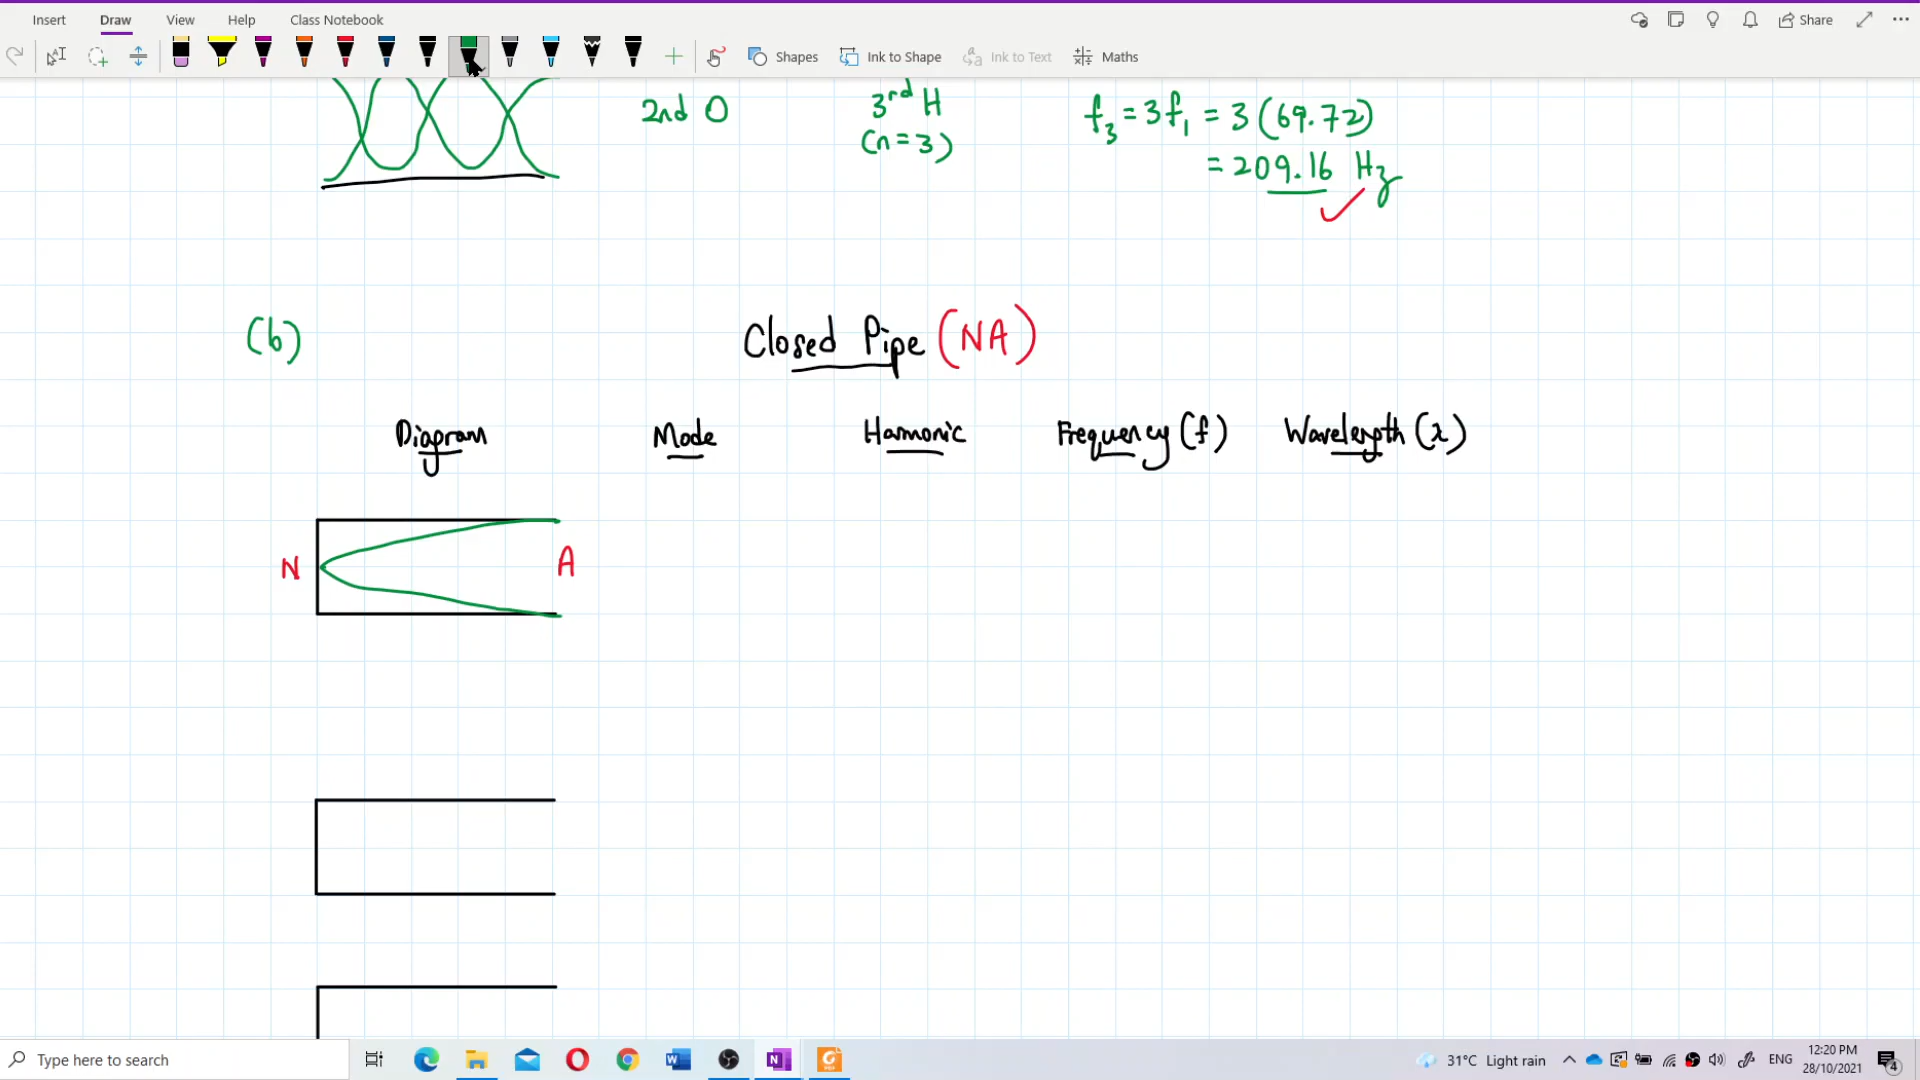 Insert Draw View Help Class Notebook Share
Shapes Ink to Shape Ink to Text Maths
2nd O 3rd H f₃ = 3f₁ = 3(69.72)
(n = 3) = 209.16 Hz
(b) Closed Pipe (NA)
Diagram Mode Harmonic Frequency (f) Wavelength (λ)
N A
Type here to search 31°C Light rain ENG 12:20 PM
28/10/2021 4